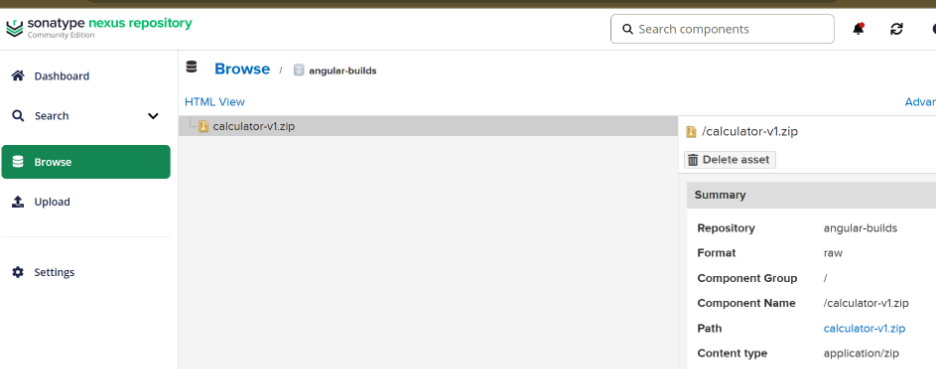 sonatype nexus repository
Community Edition
Search components
Dashboard
Search
Browse
Upload
Settings
Browse / angular-builds
HTML View
Advan
calculator-v1.zip
/calculator-v1.zip
Delete asset
Summary
Repository angular-builds
Format raw
Component Group /
Component Name /calculator-v1.zip
Path calculator-v1.zip
Content type application/zip